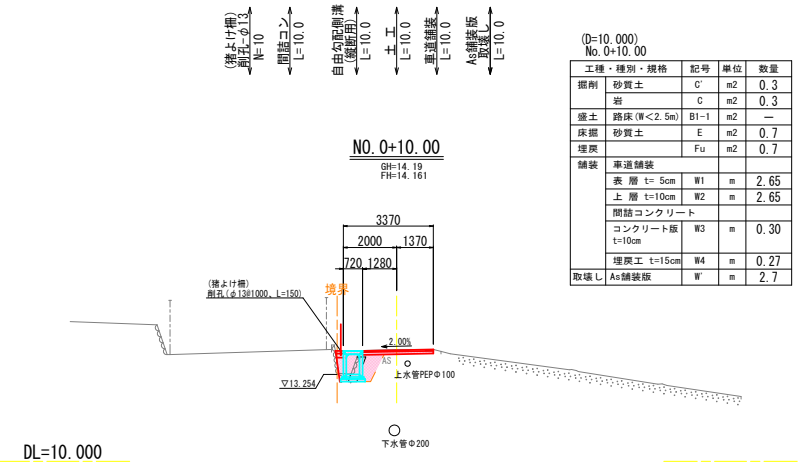 (猪よけ柵)
削孔-φ13
N=10
間詰コン
L=10.0
自由勾配側溝
(縦断用)
L=10.0
土工
L=10.0
車道舗装
L=10.0
As舗装版
取壊し
L=10.0
(D=10.000)
No.0+10.00
工種・種別・規格 記号 単位 数量
掘削 砂質土 C' m2 0.3
岩 C m2 0.3
盛土 路床(W<2.5m) B1-1 m2 —
床掘 砂質土 E m2 0.7
埋戻 Fu m2 0.7
舗装 車道舗装
表 層 t= 5cm W1 m 2.65
上 層 t=10cm W2 m 2.65
間詰コンクリート
コンクリート版 W3 m 0.30
t=10cm
埋戻工 t=15cm W4 m 0.27
取壊し As舗装版 W' m 2.7
NO.0+10.00
GH=14.19
FH=14.161
3370
2000 1370
720 1280
(猪よけ柵)
削孔(φ13@1000、L=150)
境界
2.00%
AS
上水管PEPΦ100
▽13.254
下水管Φ200
DL=10.000